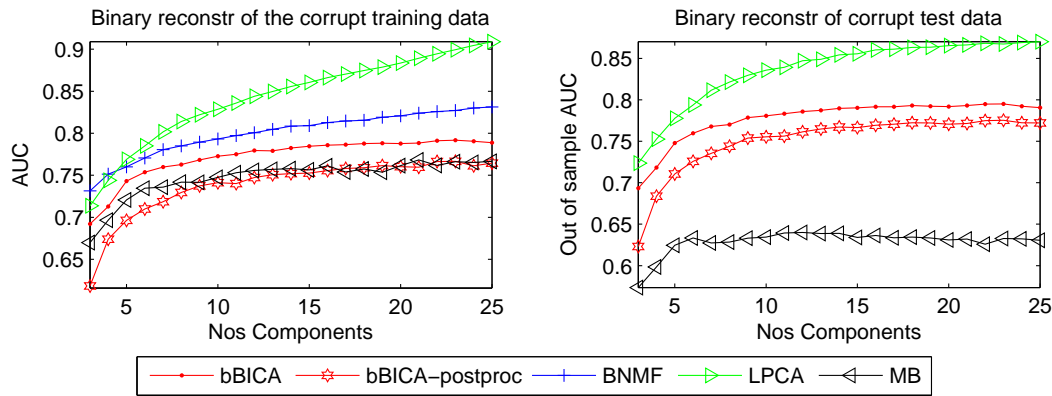 Binary reconstr of the corrupt training data
0.9
0.85
0.8
0.75
0.7
0.65
AUC
5 10 15 20 25
Nos Components
Binary reconstr of corrupt test data
0.85
0.8
0.75
0.7
0.65
0.6
Out of sample AUC
5 10 15 20 25
Nos Components
bBICA bBICA−postproc BNMF LPCA MB